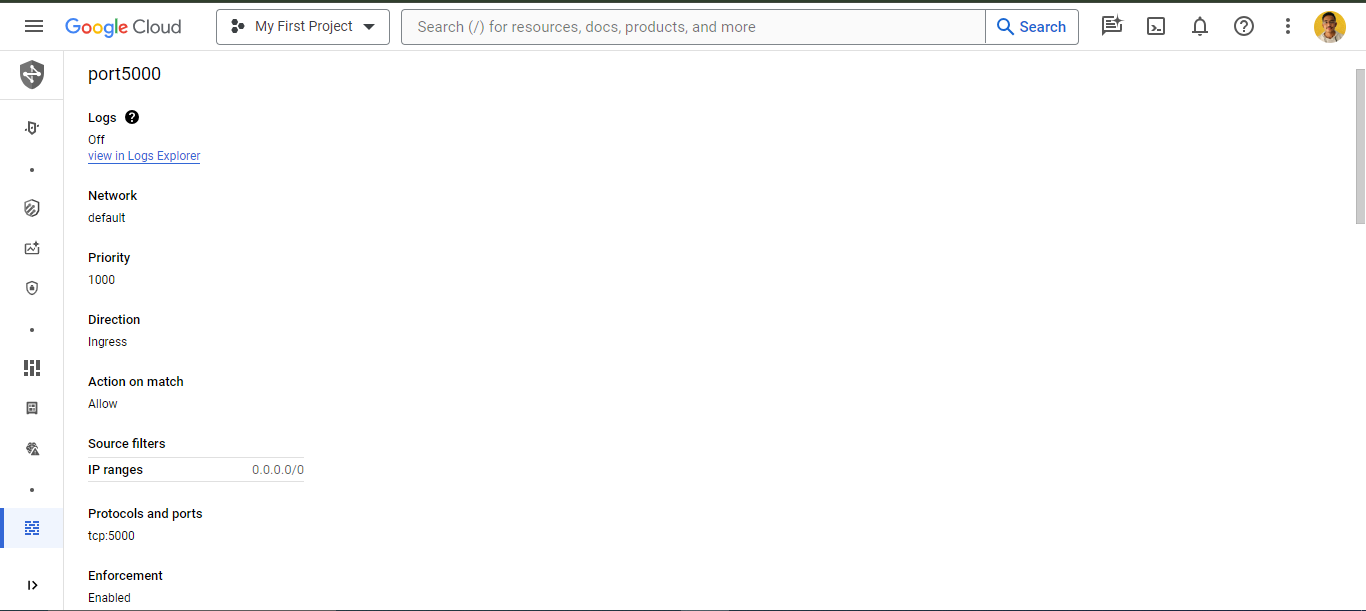 Google Cloud
My First Project
Search (/) for resources, docs, products, and more
Search
port5000
Logs
Off
view in Logs Explorer
Network
default
Priority
1000
Direction
Ingress
Action on match
Allow
Source filters
IP ranges 0.0.0.0/0
Protocols and ports
tcp:5000
Enforcement
Enabled